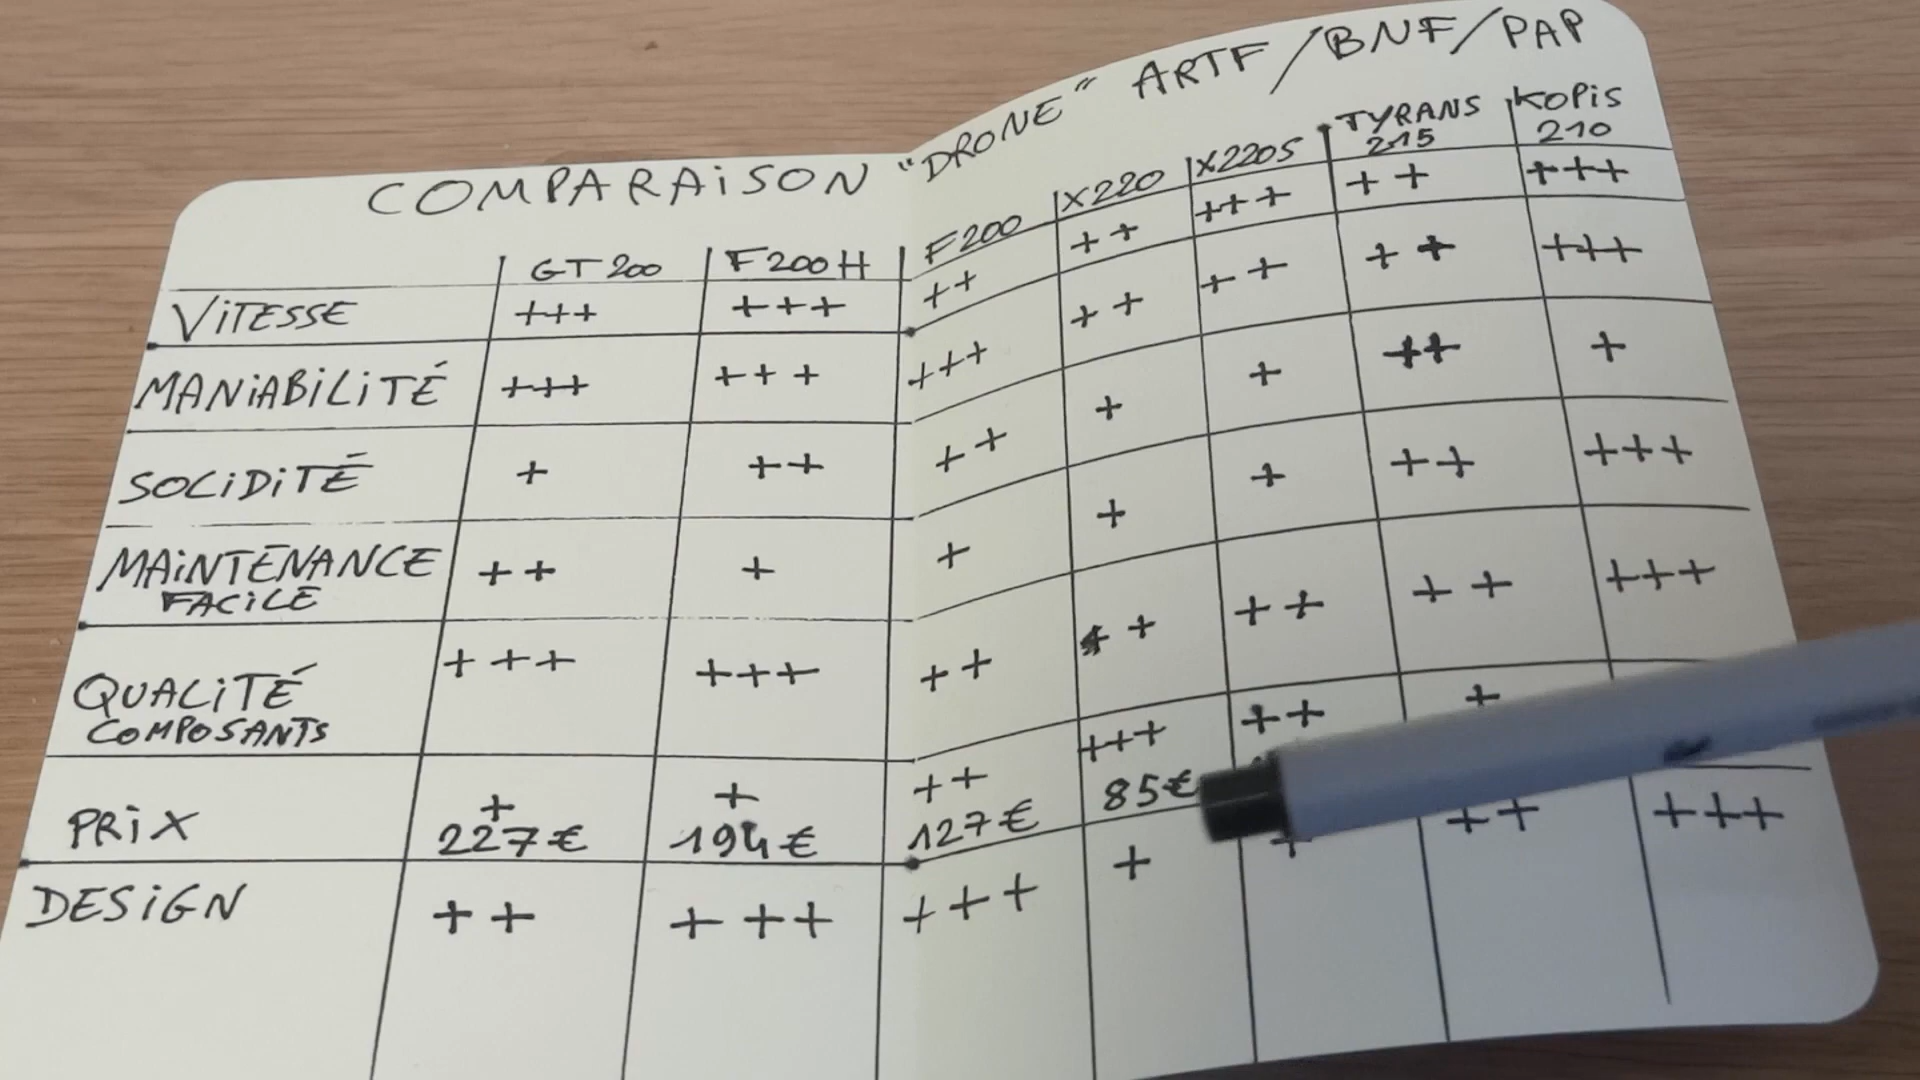 COMPARAISON "DRONE" ARTF/BNF/PAP
GT 200 F200H F200 X220 X220S TYRANS 215 KOPIS 210
VITESSE +++ +++ ++ ++ +++ ++ +++
MANIABILITÉ +++ +++ +++ ++ ++ ++ +++
SOLIDITÉ + ++ ++ + + ++ +
MAINTENANCE FACILE ++ + + + + ++ +++
QUALITÉ COMPOSANTS +++ +++ ++ ++ ++ ++ +++
PRIX + 227€ + 194€ ++ 127€ +++ 85€ ++ +
DESIGN ++ +++ +++ + + ++ +++